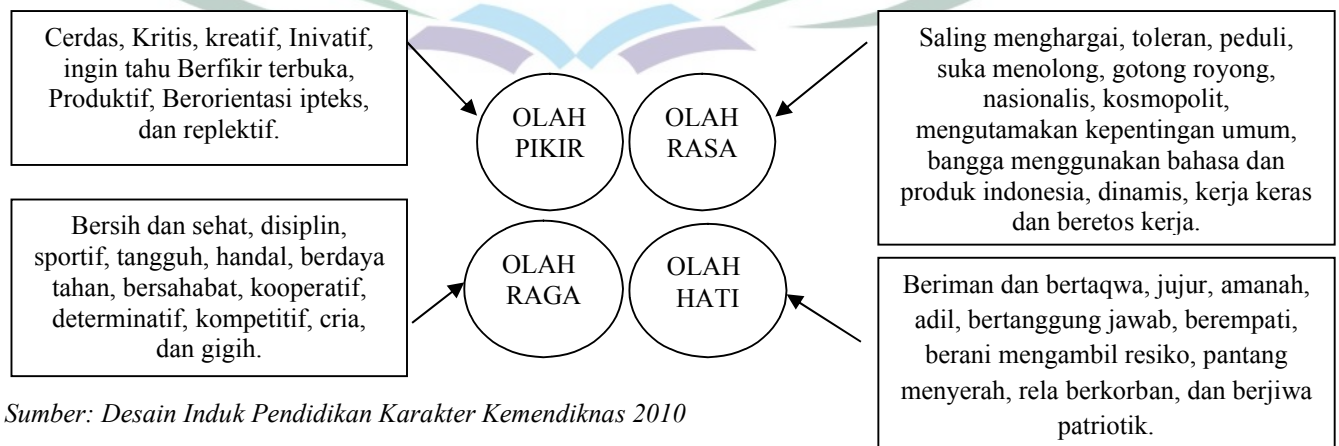 Cerdas, Kritis, kreatif, Inivatif,
ingin tahu Berfikir terbuka,
Produktif, Berorientasi ipteks,
dan replektif.
OLAH
PIKIR
OLAH
RASA
Saling menghargai, toleran, peduli,
suka menolong, gotong royong,
nasionalis, kosmopolit,
mengutamakan kepentingan umum,
bangga menggunakan bahasa dan
produk indonesia, dinamis, kerja keras
dan beretos kerja.
Bersih dan sehat, disiplin,
sportif, tangguh, handal, berdaya
tahan, bersahabat, kooperatif,
determinatif, kompetitif, cria,
dan gigih.
OLAH
RAGA
OLAH
HATI
Beriman dan bertaqwa, jujur, amanah,
adil, bertanggung jawab, berempati,
berani mengambil resiko, pantang
menyerah, rela berkorban, dan berjiwa
patriotik.
Sumber: Desain Induk Pendidikan Karakter Kemendiknas 2010